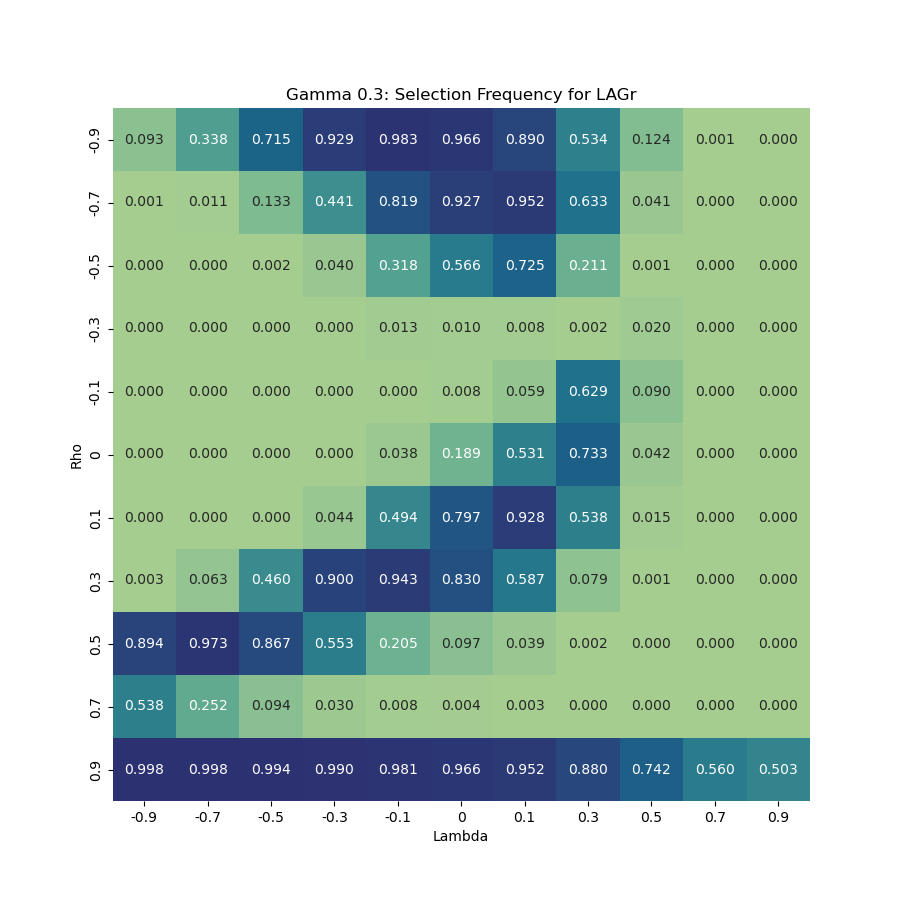 Gamma 0.3: Selection Frequency for LAGr
-0.9 0.093 0.338 0.715 0.929 0.983 0.966 0.890 0.534 0.124 0.001 0.000
-0.7 0.001 0.011 0.133 0.441 0.819 0.927 0.952 0.633 0.041 0.000 0.000
-0.5 0.000 0.000 0.002 0.040 0.318 0.566 0.725 0.211 0.001 0.000 0.000
-0.3 0.000 0.000 0.000 0.000 0.013 0.010 0.008 0.002 0.020 0.000 0.000
-0.1 0.000 0.000 0.000 0.000 0.000 0.008 0.059 0.629 0.090 0.000 0.000
Rho
0 0.000 0.000 0.000 0.000 0.038 0.189 0.531 0.733 0.042 0.000 0.000
0.1 0.000 0.000 0.000 0.044 0.494 0.797 0.928 0.538 0.015 0.000 0.000
0.3 0.003 0.063 0.460 0.900 0.943 0.830 0.587 0.079 0.001 0.000 0.000
0.5 0.894 0.973 0.867 0.553 0.205 0.097 0.039 0.002 0.000 0.000 0.000
0.7 0.538 0.252 0.094 0.030 0.008 0.004 0.003 0.000 0.000 0.000 0.000
0.9 0.998 0.998 0.994 0.990 0.981 0.966 0.952 0.880 0.742 0.560 0.503
-0.9 -0.7 -0.5 -0.3 -0.1 0 0.1 0.3 0.5 0.7 0.9
Lambda